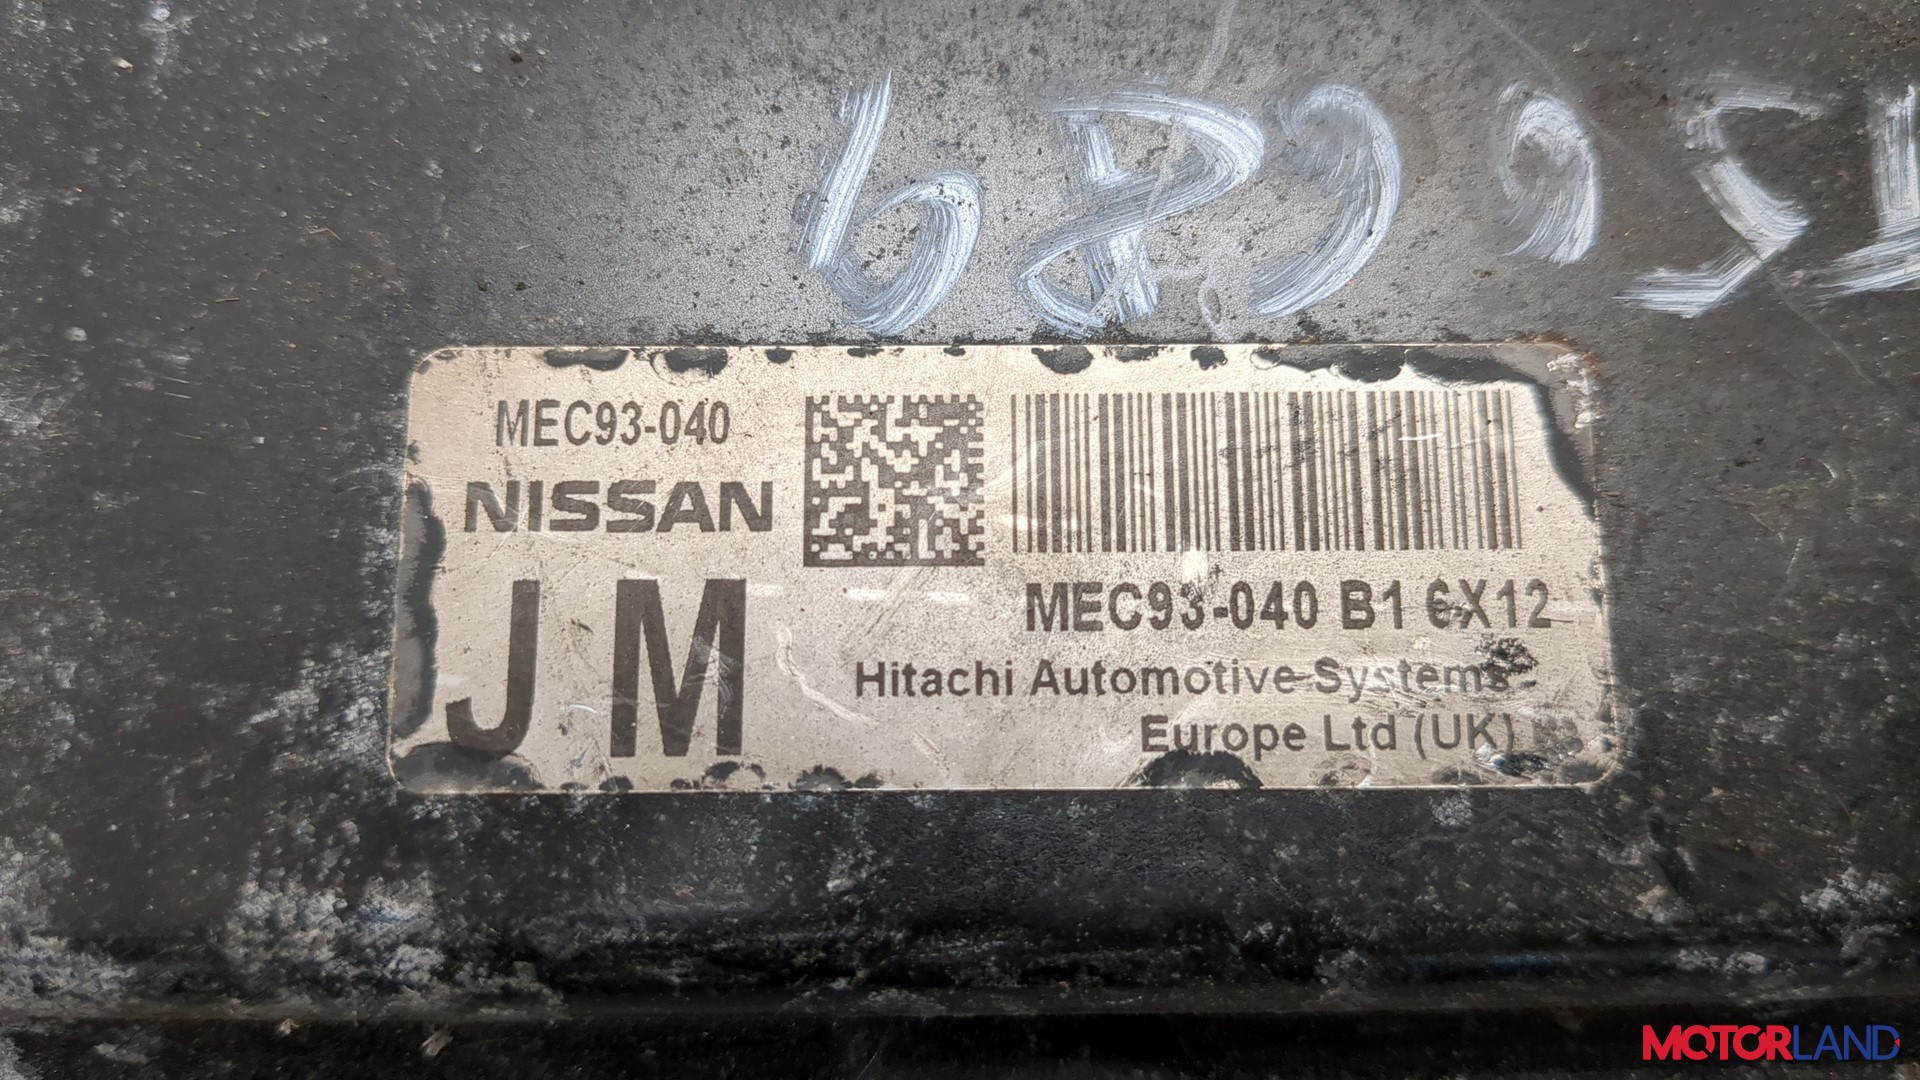 MEC93-040
NISSAN
JM
MEC93-040 B1 6X12
Hitachi Automotive Systems
Europe Ltd (UK)
MOTORLAND